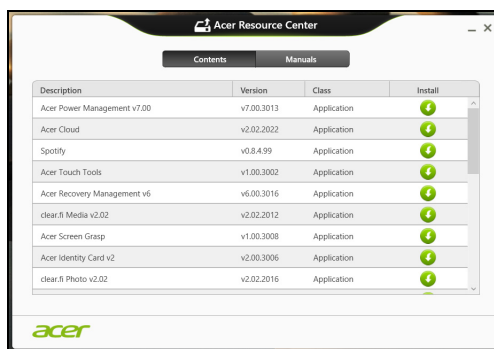 Acer Resource Center
Contents Manuals
Description Version Class Install
Acer Power Management v7.00 v7.00.3013 Application
Acer Cloud v2.02.2022 Application
Spotify v0.8.4.99 Application
Acer Touch Tools v1.00.3002 Application
Acer Recovery Management v6 v6.00.3016 Application
clear.fi Media v2.02 v2.02.2012 Application
Acer Screen Grasp v1.00.3008 Application
Acer Identity Card v2 v2.00.3006 Application
clear.fi Photo v2.02 v2.02.2016 Application
acer